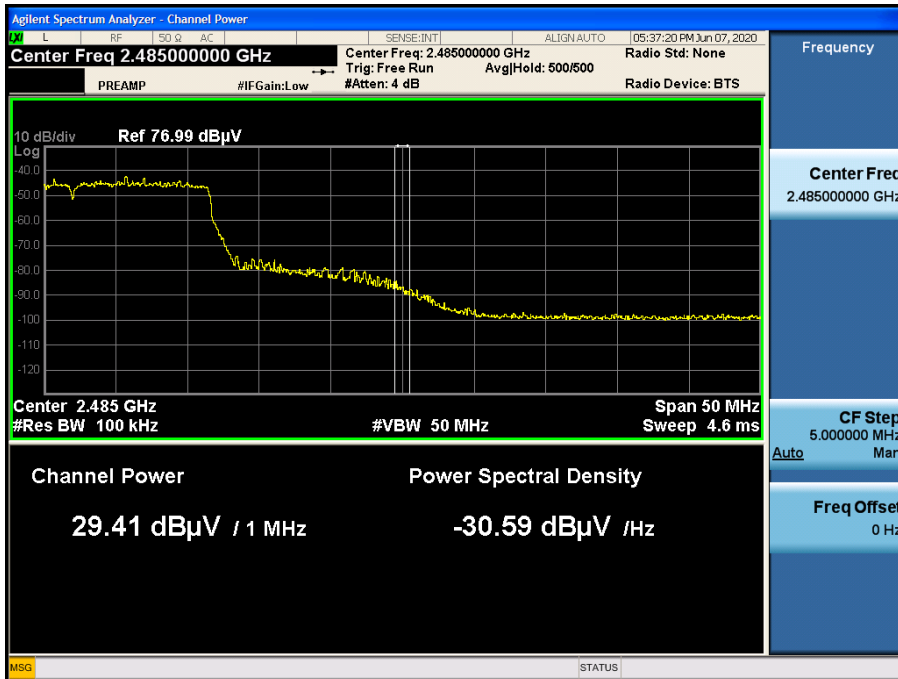 Agilent Spectrum Analyzer - Channel Power
LXI L RF 50 Ω AC SENSE:INT ALIGN AUTO 05:37:20 PM Jun 07, 2020
Center Freq 2.485000000 GHz
Center Freq: 2.485000000 GHz Radio Std: None
Trig: Free Run Avg|Hold: 500/500
PREAMP #IFGain:Low #Atten: 4 dB Radio Device: BTS
10 dB/div Ref 76.99 dBµV
Log
-40.0
-50.0
-60.0
-70.0
-80.0
-90.0
-100
-110
-120
Center 2.485 GHz Span 50 MHz
#Res BW 100 kHz #VBW 50 MHz Sweep 4.6 ms
Channel Power Power Spectral Density
29.41 dBµV / 1 MHz -30.59 dBµV /Hz
MSG STATUS
Frequency
Center Freq
2.485000000 GHz
CF Step
5.000000 MHz
Auto Man
Freq Offset
0 Hz